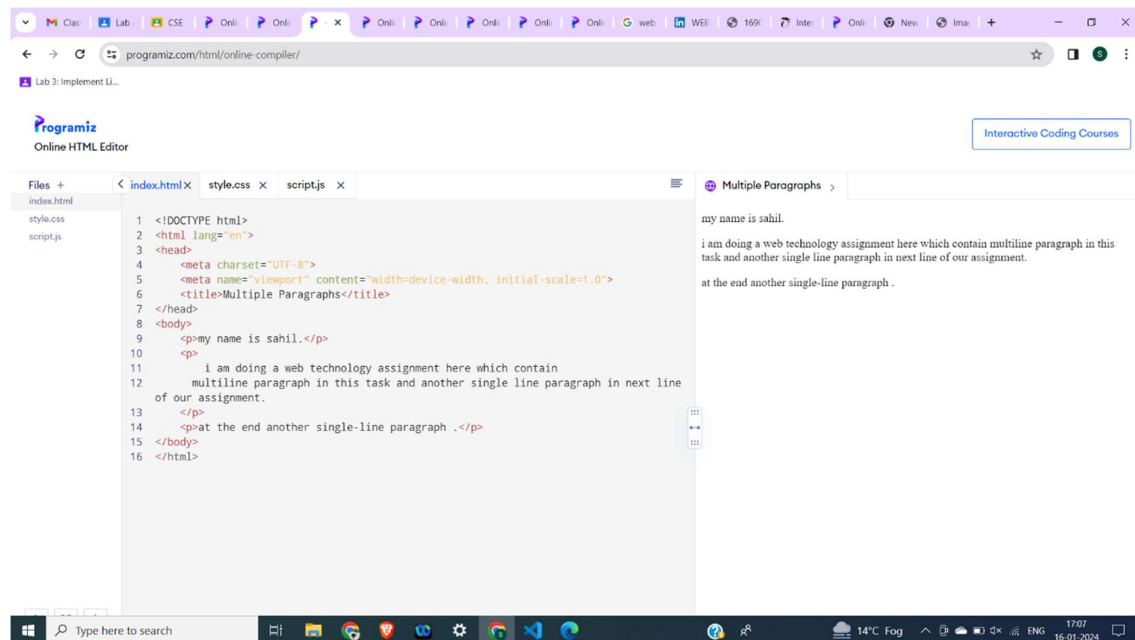 Clas
Lab
CSE
Onli
Onli
Onli
Onli
Onli
Onli
Onli
web
WEE
169(
Inter
Onli
New
Ima
programiz.com/html/online-compiler/
S
Lab 3: Implement Li...
Programiz
Online HTML Editor
Interactive Coding Courses
Files +
index.html
style.css
script.js
index.html
style.css
script.js
1 <!DOCTYPE html>
2 <html lang="en">
3 <head>
4 <meta charset="UTF-8">
5 <meta name="viewport" content="width=device-width, initial-scale=1.0">
6 <title>Multiple Paragraphs</title>
7 </head>
8 <body>
9 <p>my name is sahil.</p>
10 <p>
11 i am doing a web technology assignment here which contain
12 multiline paragraph in this task and another single line paragraph in next line
of our assignment.
13 </p>
14 <p>at the end another single-line paragraph .</p>
15 </body>
16 </html>
Multiple Paragraphs
my name is sahil.
i am doing a web technology assignment here which contain multiline paragraph in this
task and another single line paragraph in next line of our assignment.
at the end another single-line paragraph .
Type here to search
14°C Fog
ENG
17:07
16-01-2024